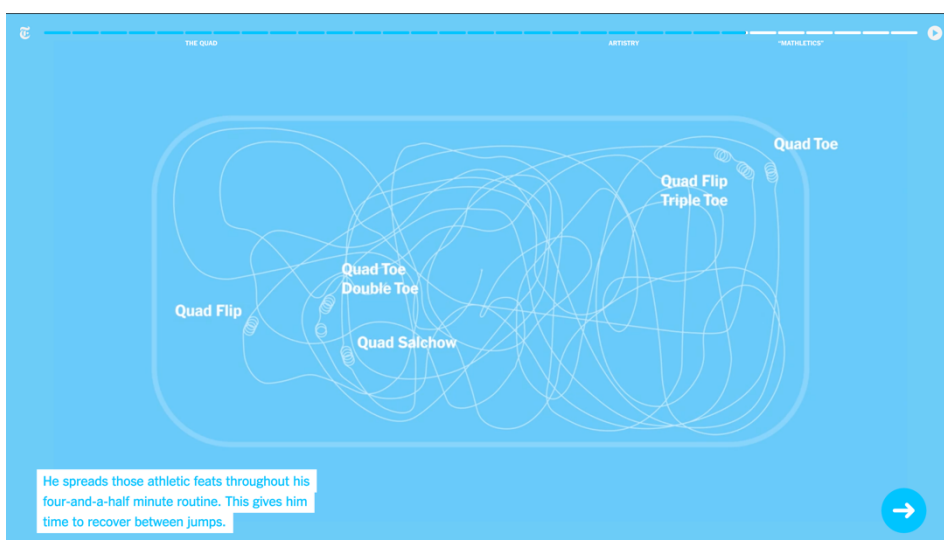 T
THE QUAD
ARTISTRY
"MATHLETICS"
Quad Toe
Quad Flip
Triple Toe
Quad Toe
Double Toe
Quad Flip
Quad Salchow
He spreads those athletic feats throughout his
four-and-a-half minute routine. This gives him
time to recover between jumps.